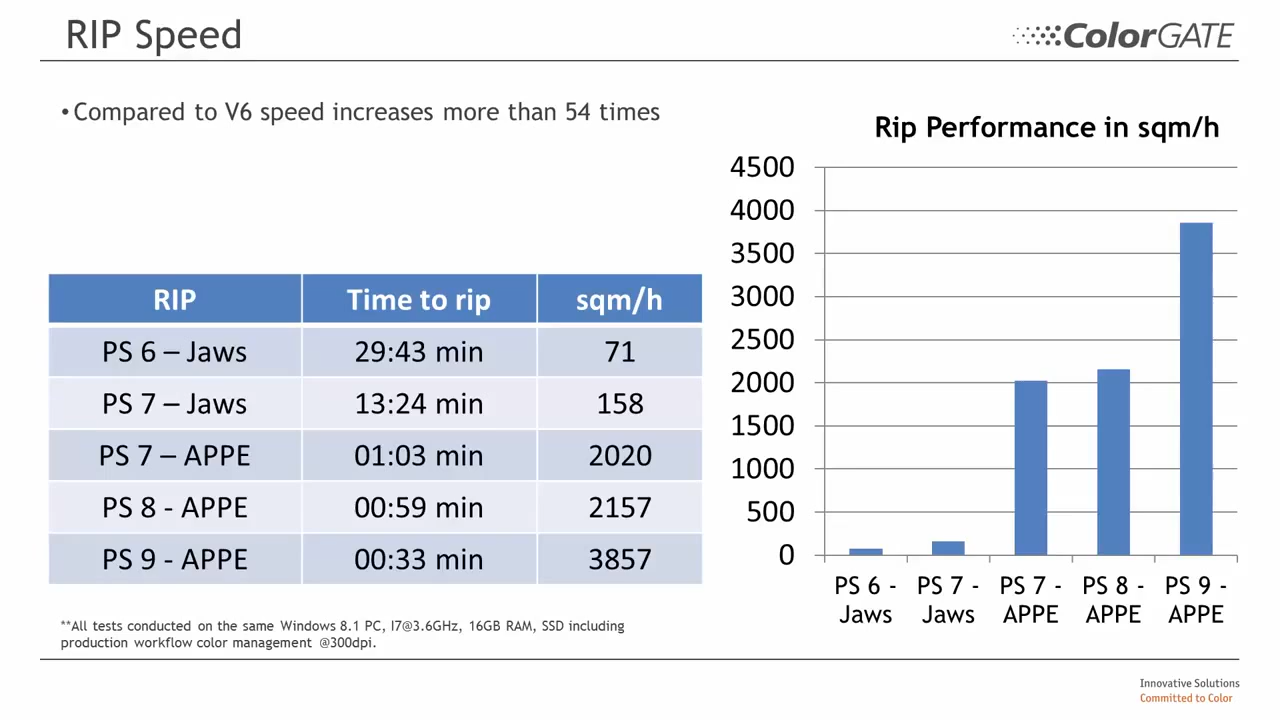 RIP Speed
ColorGATE
• Compared to V6 speed increases more than 54 times
RIP Time to rip sqm/h
PS 6 – Jaws 29:43 min 71
PS 7 – Jaws 13:24 min 158
PS 7 – APPE 01:03 min 2020
PS 8 - APPE 00:59 min 2157
PS 9 - APPE 00:33 min 3857
**All tests conducted on the same Windows 8.1 PC, I7@3.6GHz, 16GB RAM, SSD including
production workflow color management @300dpi.
Rip Performance in sqm/h
4500
4000
3500
3000
2500
2000
1500
1000
500
0
PS 6 - PS 7 - PS 7 - PS 8 - PS 9 -
Jaws Jaws APPE APPE APPE
Innovative Solutions
Committed to Color